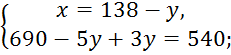 x = 138 − y,
690 − 5y + 3y = 540;